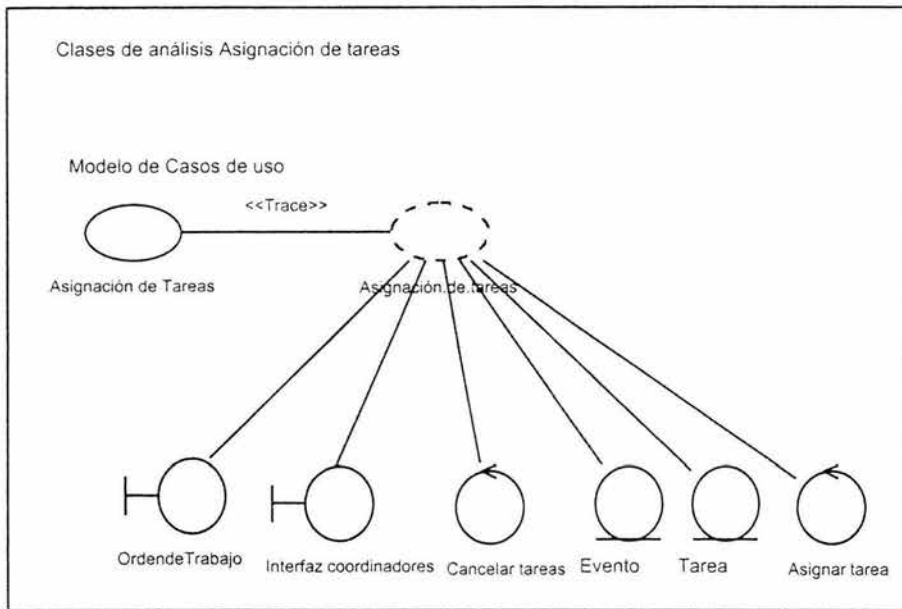 Clases de análisis Asignación de tareas
Modelo de Casos de uso
<<Trace>>
Asignación de Tareas
Asignación.de.tareas
OrdendeTrabajo
Interfaz coordinadores
Cancelar tareas
Evento
Tarea
Asignar tarea